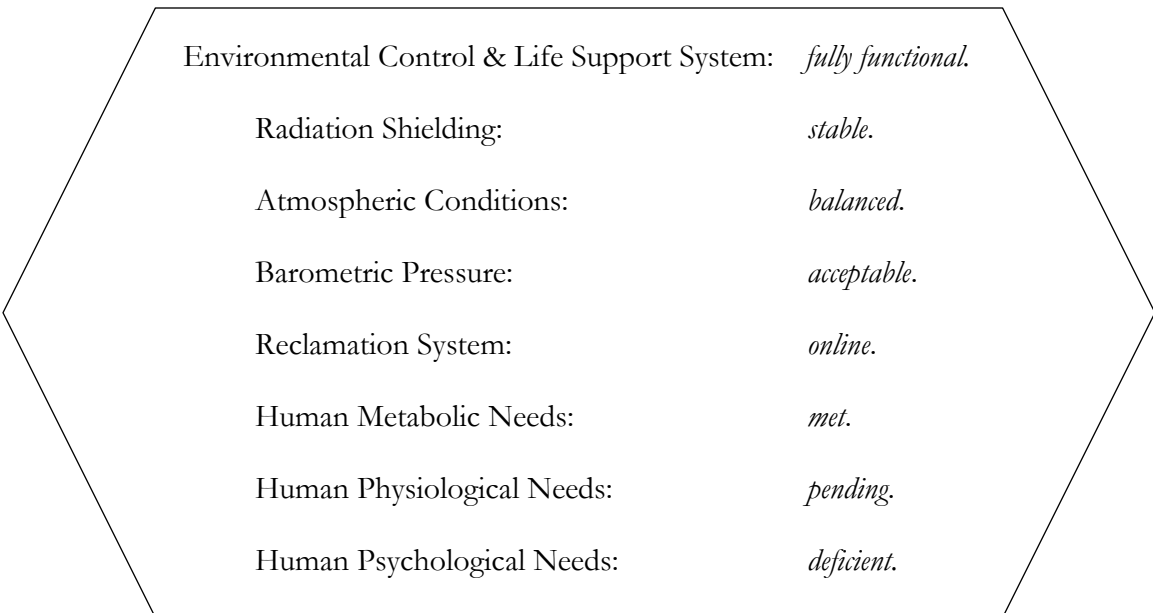 Environmental Control & Life Support System: fully functional.
Radiation Shielding: stable.
Atmospheric Conditions: balanced.
Barometric Pressure: acceptable.
Reclamation System: online.
Human Metabolic Needs: met.
Human Physiological Needs: pending.
Human Psychological Needs: deficient.